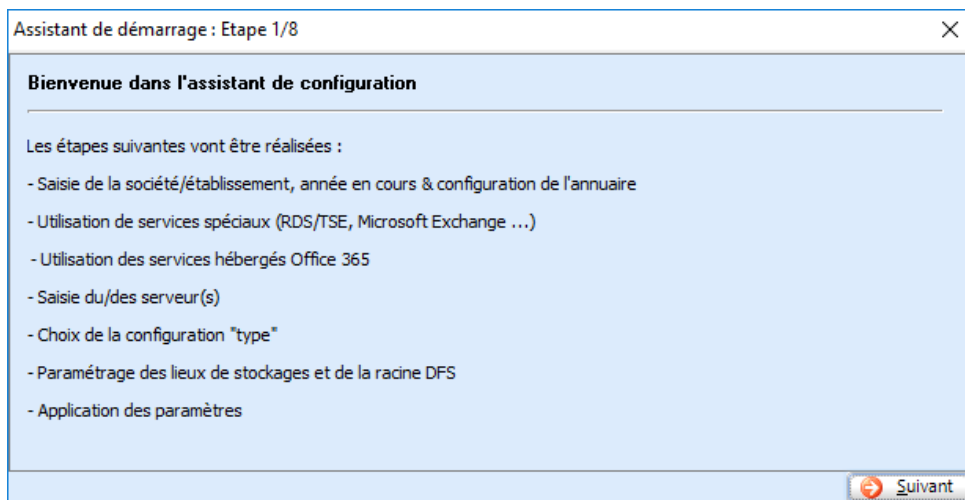 Assistant de démarrage : Etape 1/8
Bienvenue dans l'assistant de configuration
Les étapes suivantes vont être réalisées :
- Saisie de la société/établissement, année en cours & configuration de l'annuaire
- Utilisation de services spéciaux (RDS/TSE, Microsoft Exchange ...)
- Utilisation des services hébergés Office 365
- Saisie du/des serveur(s)
- Choix de la configuration "type"
- Paramétrage des lieux de stockages et de la racine DFS
- Application des paramètres
Suivant